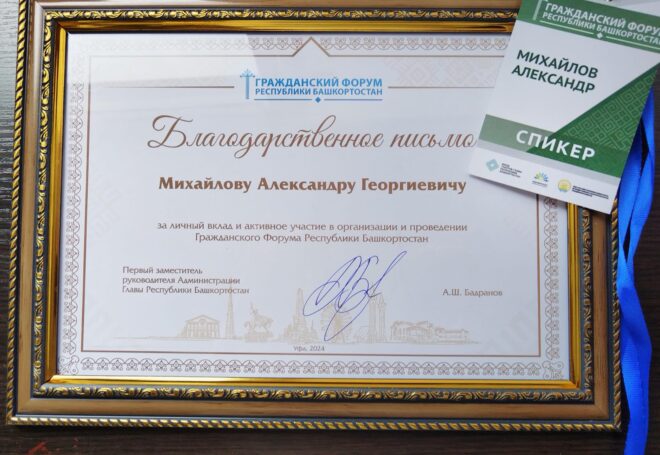 ГРАЖДАНСКИЙ ФОРУМ
РЕСПУБЛИКИ БАШКОРТОСТАН
Благодарственное письмо
Михайлову Александру Георгиевичу
за личный вклад и активное участие в организации и проведении
Гражданского Форума Республики Башкортостан
Первый заместитель
руководителя Администрации
Главы Республики Башкортостан
А.Ш. Бадранов
Уфа, 2024
ГРАЖДАНСКИЙ ФОРУМ
РЕСПУБЛИКИ БАШКОРТОСТАН
МИХАЙЛОВ
АЛЕКСАНДР
СПИКЕР